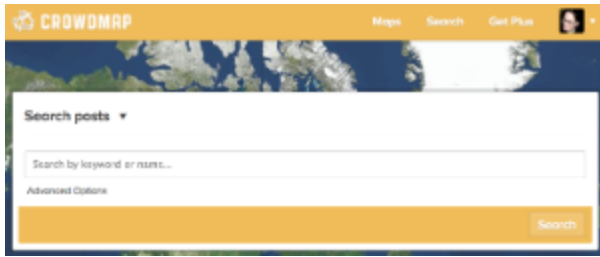 CROWDMAP
Maps Search Get Plus
Search posts
Search by keyword or name...
Advanced Options
Search